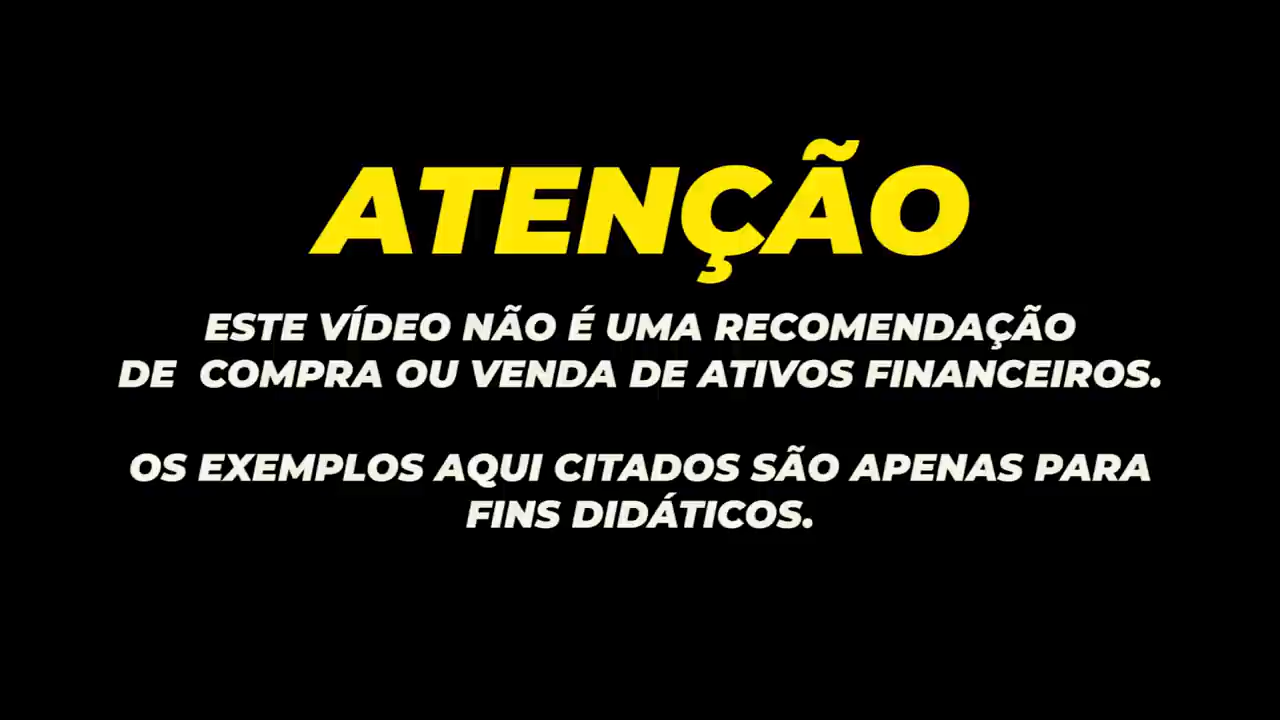 ATENÇÃO
ESTE VÍDEO NÃO É UMA RECOMENDAÇÃO
DE COMPRA OU VENDA DE ATIVOS FINANCEIROS.
OS EXEMPLOS AQUI CITADOS SÃO APENAS PARA
FINS DIDÁTICOS.